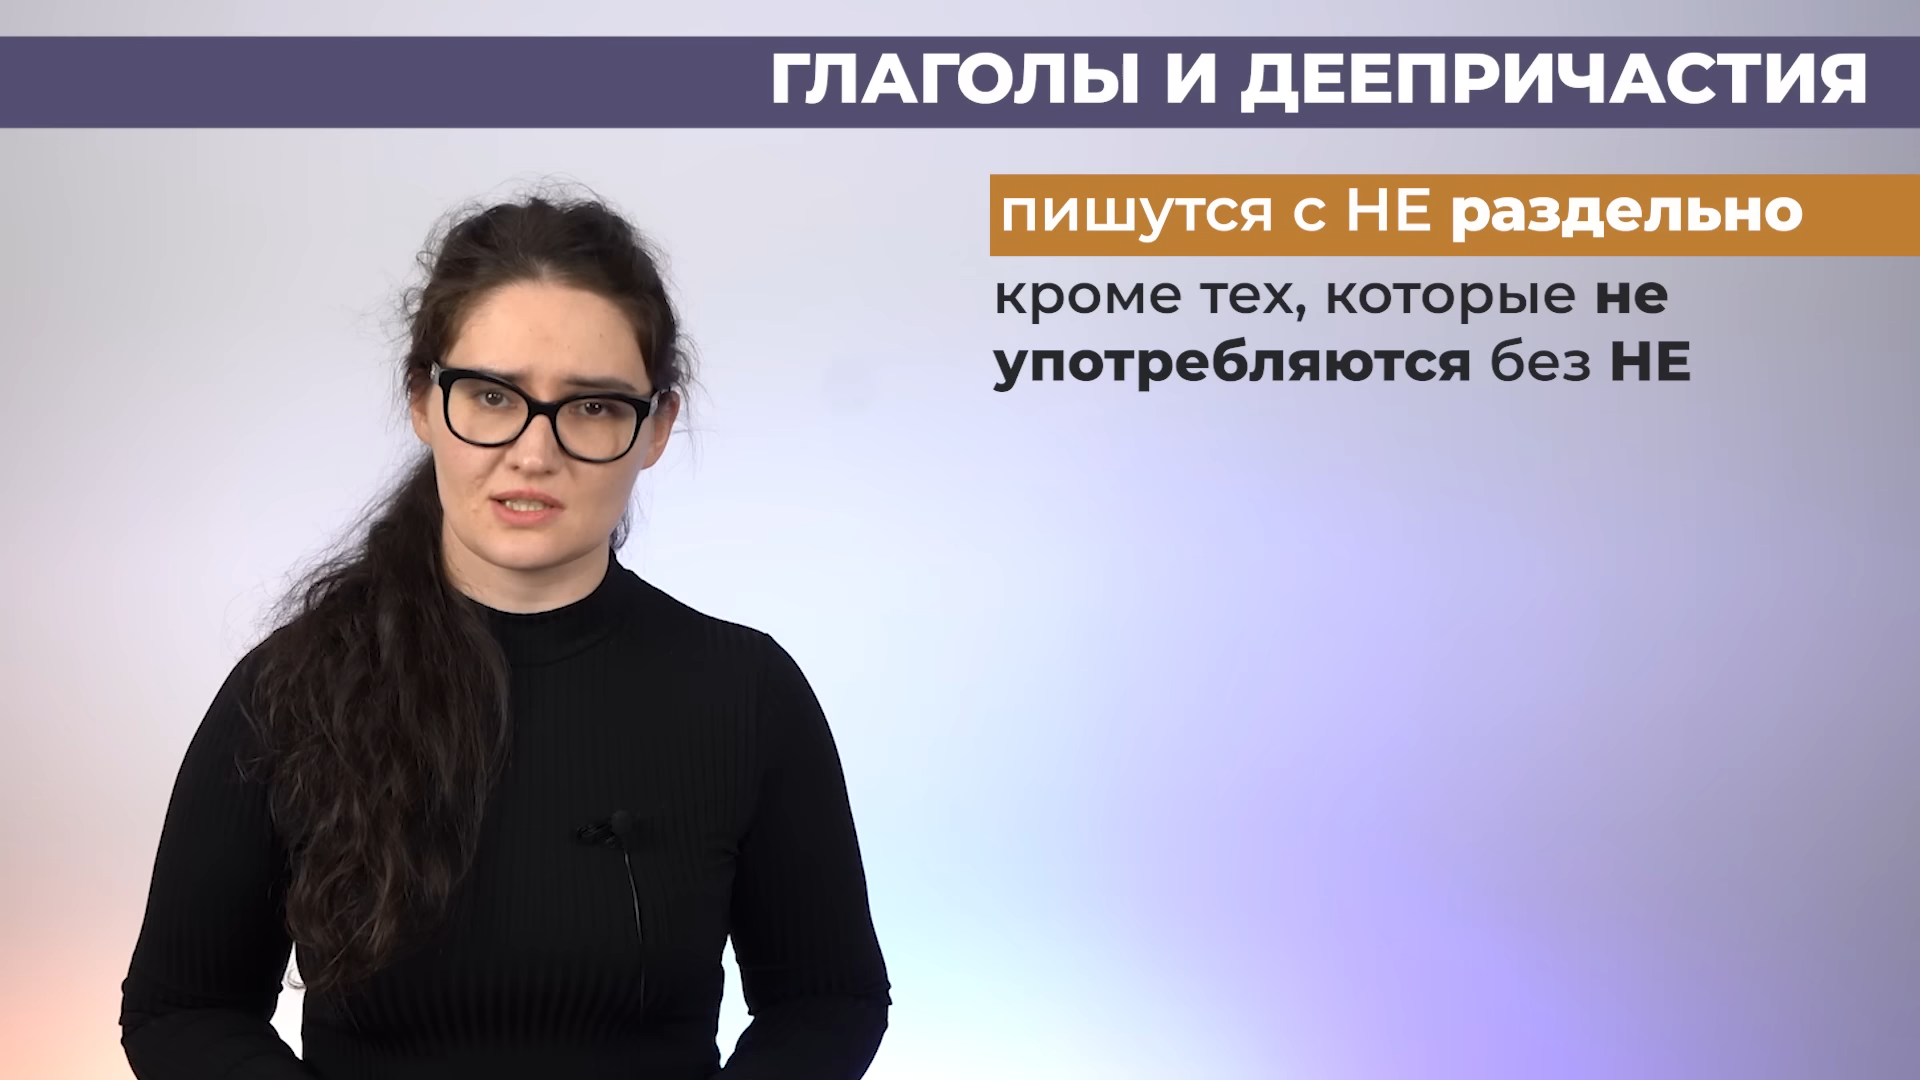 ГЛАГОЛЫ И ДЕЕПРИЧАСТИЯ
пишутся с НЕ раздельно
кроме тех, которые не
употребляются без НЕ